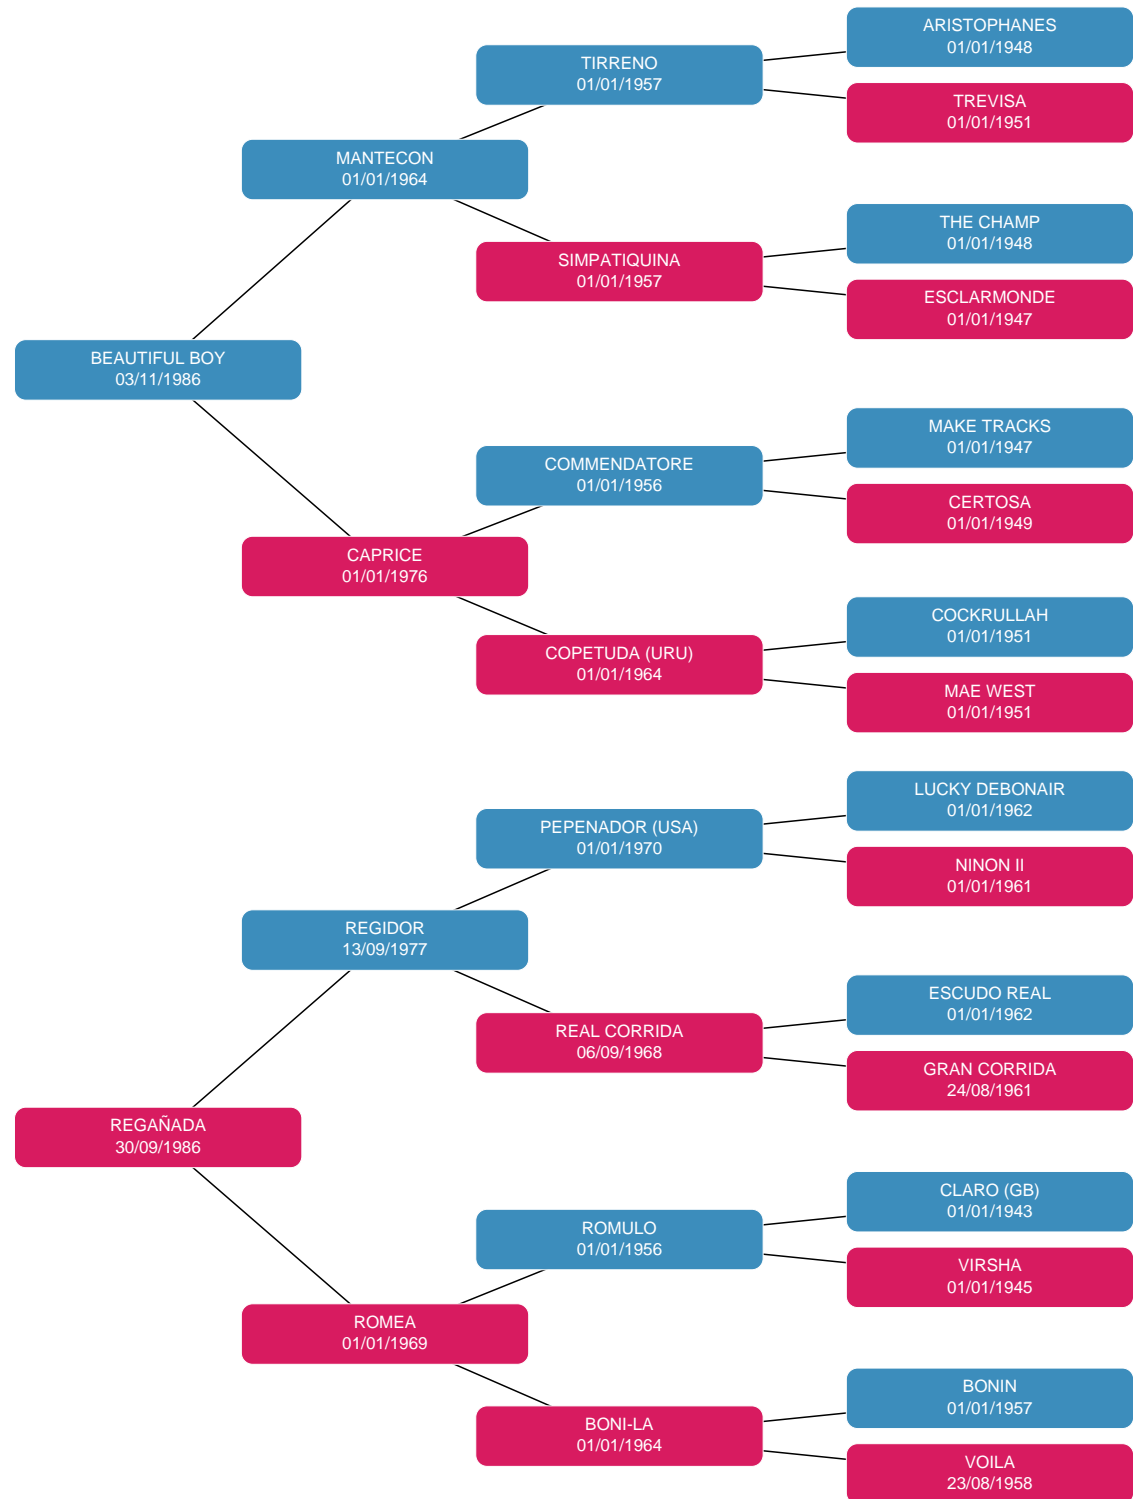 ARISTOPHANES
01/01/1948
TIRRENO
01/01/1957
TREVISA
01/01/1951
MANTECON
01/01/1964
THE CHAMP
01/01/1948
SIMPATIQUINA
01/01/1957
ESCLARMONDE
01/01/1947
BEAUTIFUL BOY
03/11/1986
MAKE TRACKS
01/01/1947
COMMENDATORE
01/01/1956
CERTOSA
01/01/1949
CAPRICE
01/01/1976
COCKRULLAH
01/01/1951
COPETUDA (URU)
01/01/1964
MAE WEST
01/01/1951
LUCKY DEBONAIR
01/01/1962
PEPENADOR (USA)
01/01/1970
NINON II
01/01/1961
REGIDOR
13/09/1977
ESCUDO REAL
01/01/1962
REAL CORRIDA
06/09/1968
GRAN CORRIDA
24/08/1961
REGAÑADA
30/09/1986
CLARO (GB)
01/01/1943
ROMULO
01/01/1956
VIRSHA
01/01/1945
ROMEA
01/01/1969
BONIN
01/01/1957
BONI-LA
01/01/1964
VOILA
23/08/1958